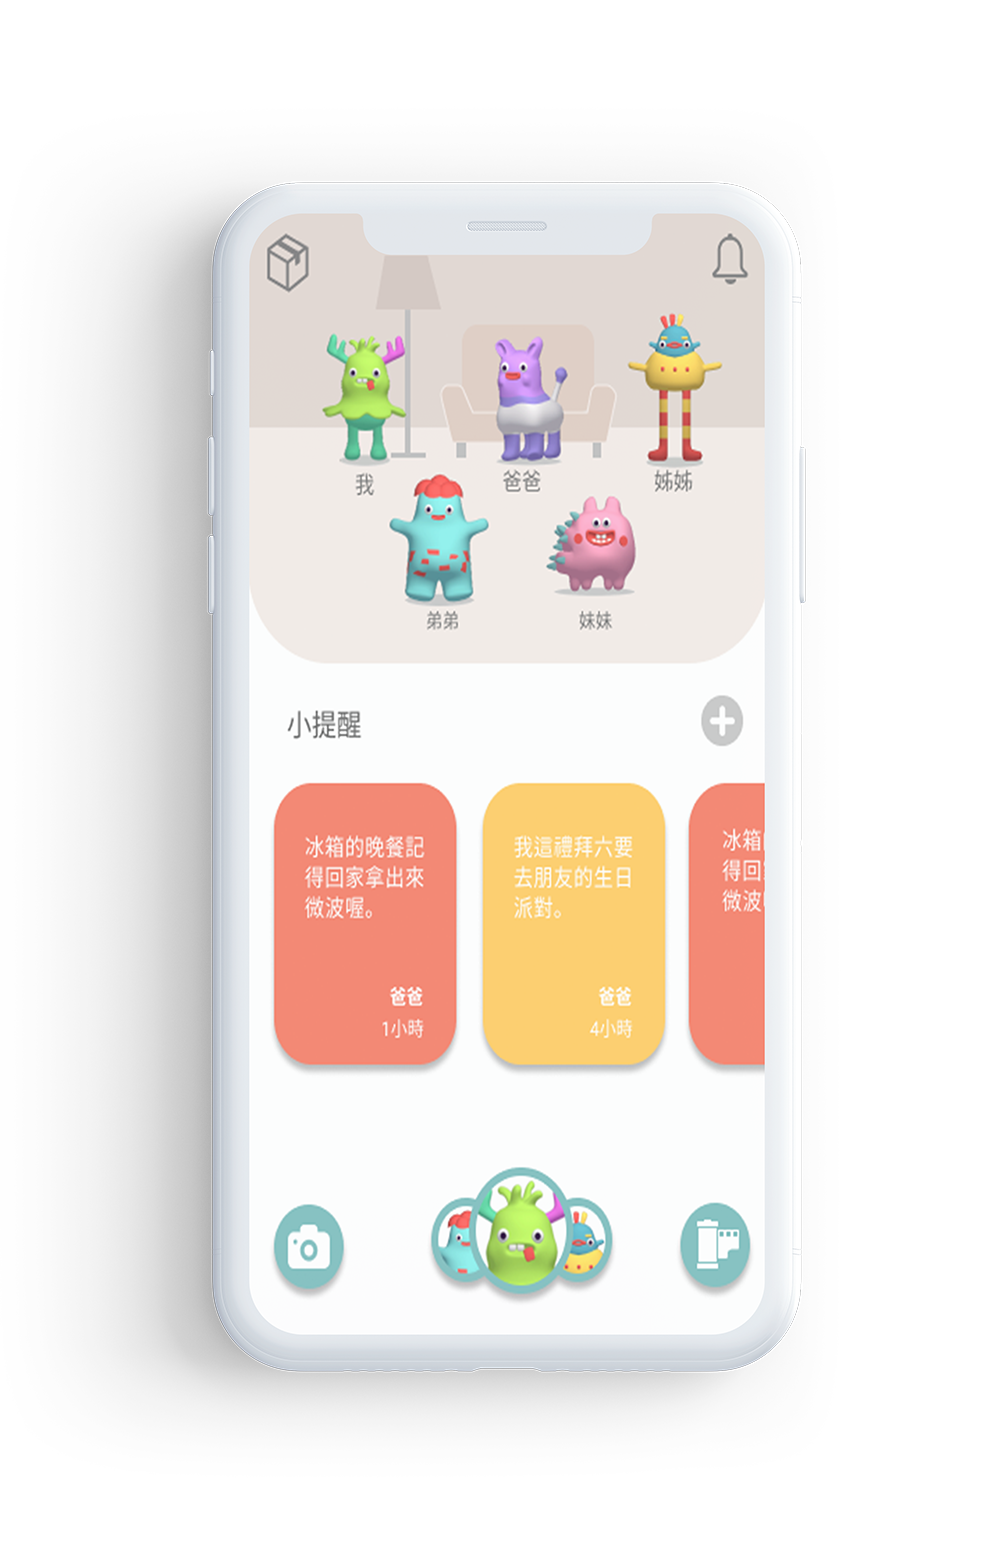 我
爸爸
姊姊
弟弟
妹妹
小提醒
冰箱的晚餐記
得回家拿出來
微波喔。
爸爸
1小時
我這禮拜六要
去朋友的生日
派對。
爸爸
4小時
冰箱
得回
微波